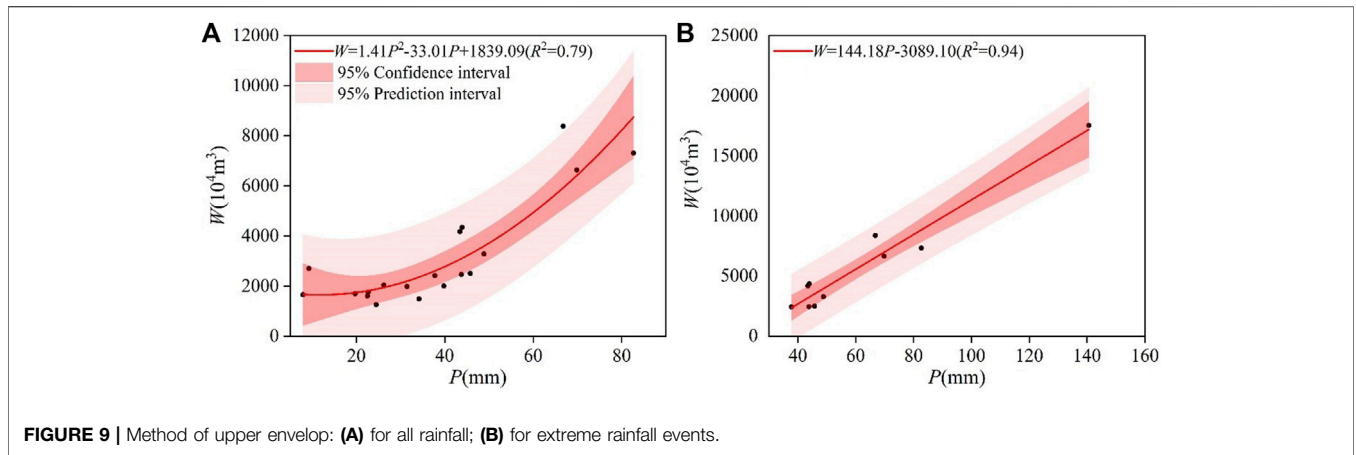 A
W=1.41P²-33.01P+1839.09(R²=0.79)
95% Confidence interval
95% Prediction interval
12000
10000
8000
6000
4000
2000
0
W(10⁴m³)
20
40
60
80
P(mm)
B
W=144.18P-3089.10(R²=0.94)
25000
20000
15000
10000
5000
0
W(10⁴m³)
40
60
80
100
120
140
160
P(mm)
FIGURE 9 | Method of upper envelop: (A) for all rainfall; (B) for extreme rainfall events.